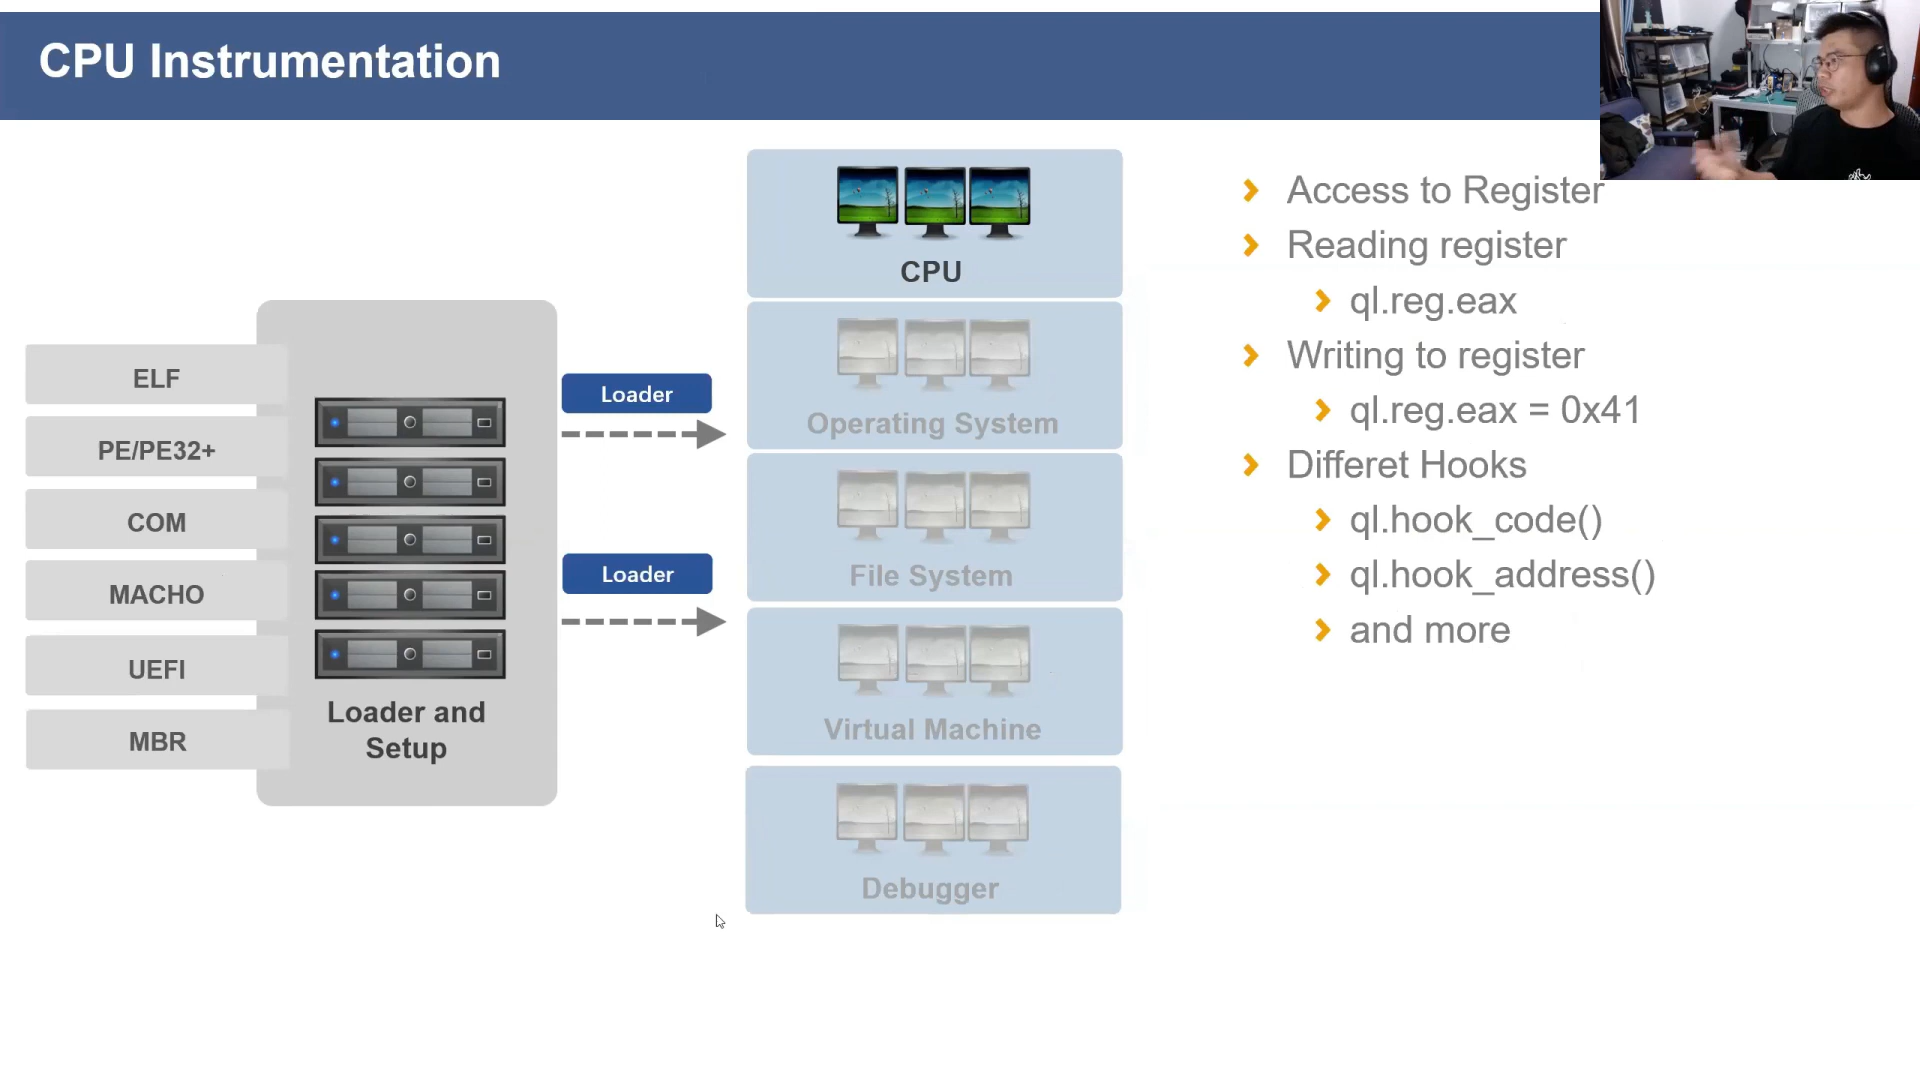 CPU Instrumentation
ELF
PE/PE32+
COM
MACHO
UEFI
MBR
Loader and
Setup
Loader
Loader
CPU
Operating System
File System
Virtual Machine
Debugger
Access to Register
Reading register
ql.reg.eax
Writing to register
ql.reg.eax = 0x41
Differet Hooks
ql.hook_code()
ql.hook_address()
and more